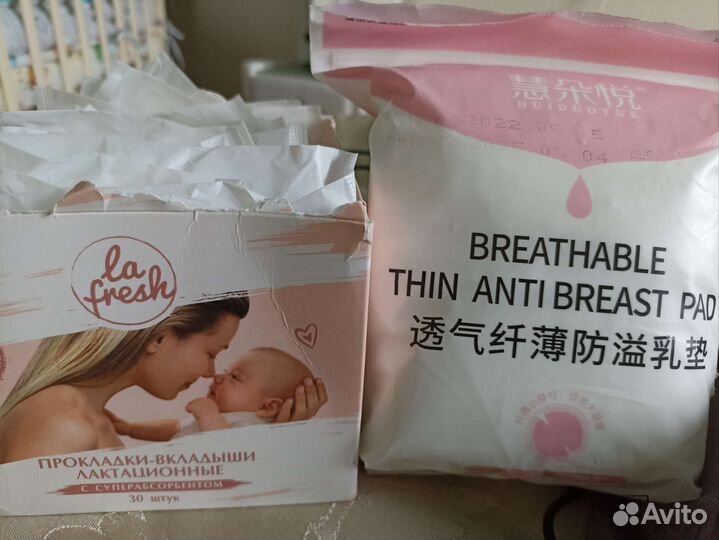 la
fresh
ПРОКЛАДКИ-ВКЛАДЫШИ
ЛАКТАЦИОННЫЕ
С СУПЕРАБСОРБЕНТОМ
30 штук
慧朵悦
HUIDUOYUE
BREATHABLE
THIN ANTI BREAST PAD
透气纤薄防溢乳垫
Avito